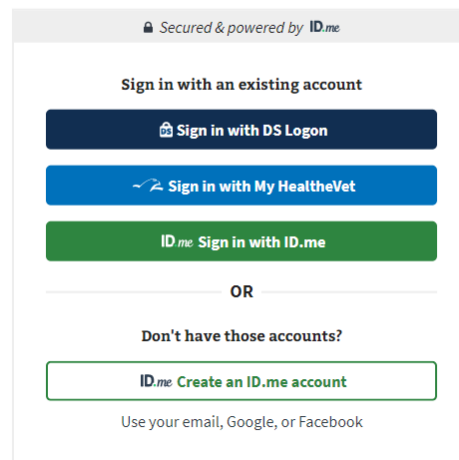 Secured & powered by ID.me
Sign in with an existing account
DS Sign in with DS Logon
Sign in with My HealtheVet
ID.me Sign in with ID.me
OR
Don't have those accounts?
ID.me Create an ID.me account
Use your email, Google, or Facebook